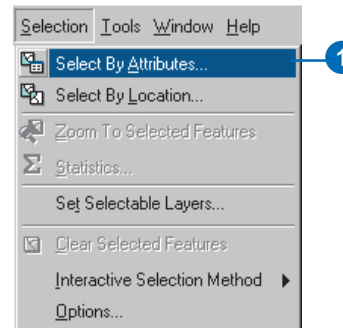 Selection Tools Window Help
Select By Attributes...
1
Select By Location...
Zoom To Selected Features
Σ Statistics...
Set Selectable Layers...
Clear Selected Features
Interactive Selection Method
Options...